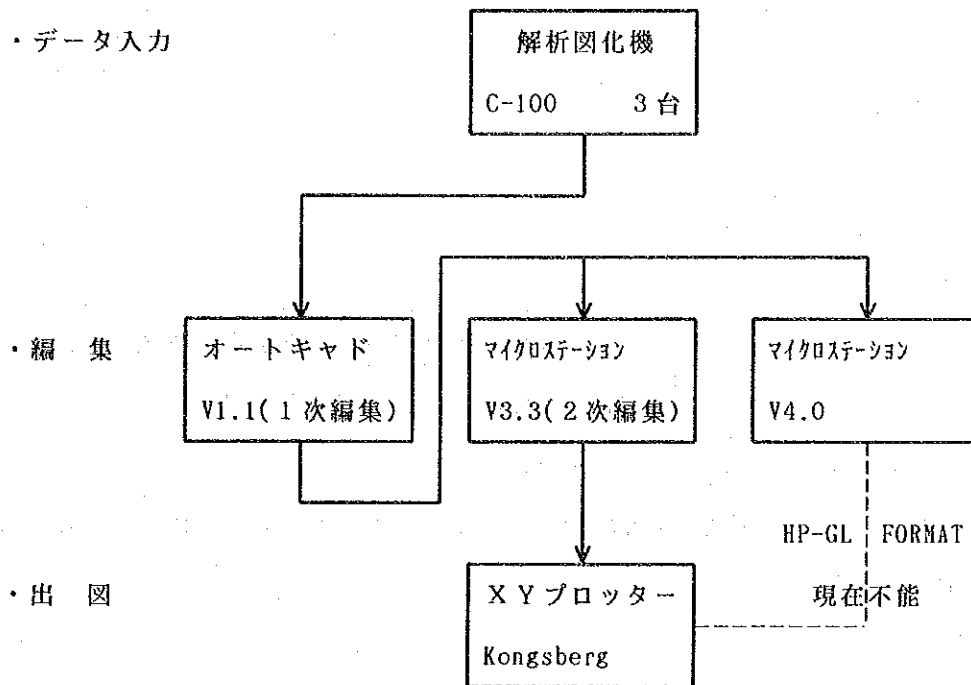 ・データ入力
解析図化機
C-100 3台
・編 集
オートキャド
V1.1(1次編集)
マイクロステーション
V3.3(2次編集)
マイクロステーション
V4.0
HP-GL FORMAT
・出 図
XYプロッター
Kongsberg
現在不能